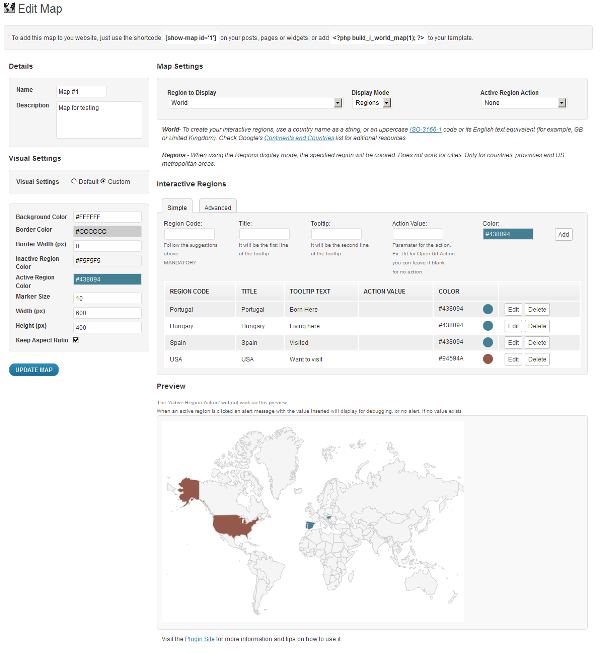 Edit Map
To add this map to you website, just use the shortcode [show-map id='1'] on your posts, pages or widgets, or add <?php build_i_world_map(1); ?> to your template.
Details
Name
Map #1
Description
Map for testing
Visual Settings
Visual Settings
Default
Custom
Background Color
#FFFFFF
Border Color
#CCCCCC
Border Width (px)
0
Inactive Region
Color
#F5F5F5
Active Region
Color
#438094
Marker Size
10
Width (px)
600
Height (px)
400
Keep Aspect Ratio
UPDATE MAP
Map Settings
Region to Display
Display Mode
Active Region Action
World
Regions
None
World- To create your interactive regions, use a country name as a string, or an uppercase ISO-3166-1 code or its English text equivalent (for example, GB
or United Kingdom). Check Google's Continents and Countries list for aditional resources.
Regions - When using the Regions display mode, the specified region will be colored. Does not work for cities. Only for countries, provinces and US
metropolitan areas.
Interactive Regions
Simple
Advanced
Region Code:
Title:
Tooltip:
Action Value:
Color:
#438094
Add
Follow the suggestions
above.
MANDATORY
It will be the first line
of the tooltip
It will be the second line
of the tooltip
Paramater for the action.
Ex. Url for Open Url Action.
you can leave it blank
for no action
REGION CODE TITLE TOOLTIP TEXT ACTION VALUE COLOR
Portugal Portugal Born Here #438094 Edit Delete
Hungary Hungary Living here #438094 Edit Delete
Spain Spain Visited #438094 Edit Delete
USA USA Want to visit #94594A Edit Delete
Preview
The 'Active Region Action' will not work on this preview.
When an active region is clicked an alert message with the value inserted will display for debugging, or no alert, if no value exists.
Visit the Plugin Site for more information and tips on how to use it.